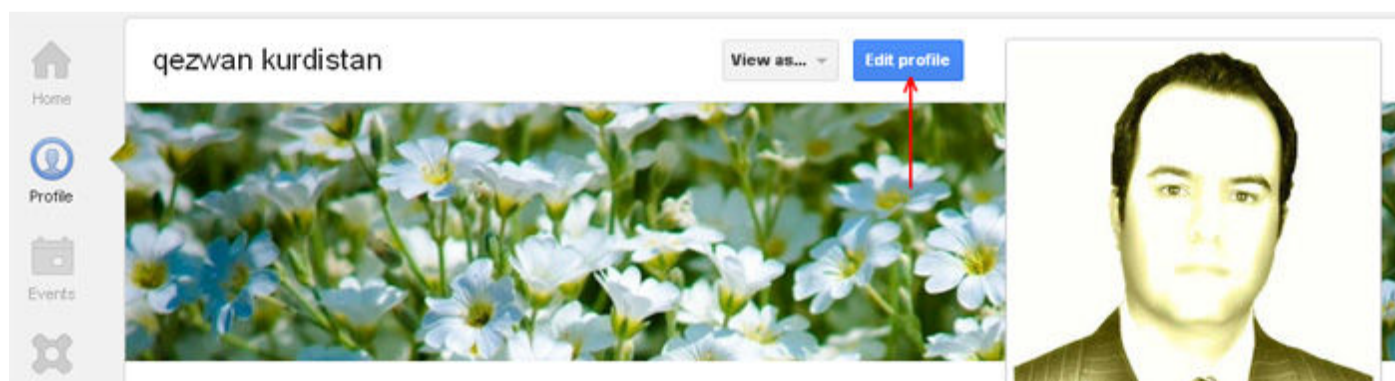 qezwan kurdistan
View as...
Edit profile
Home
Profile
Events